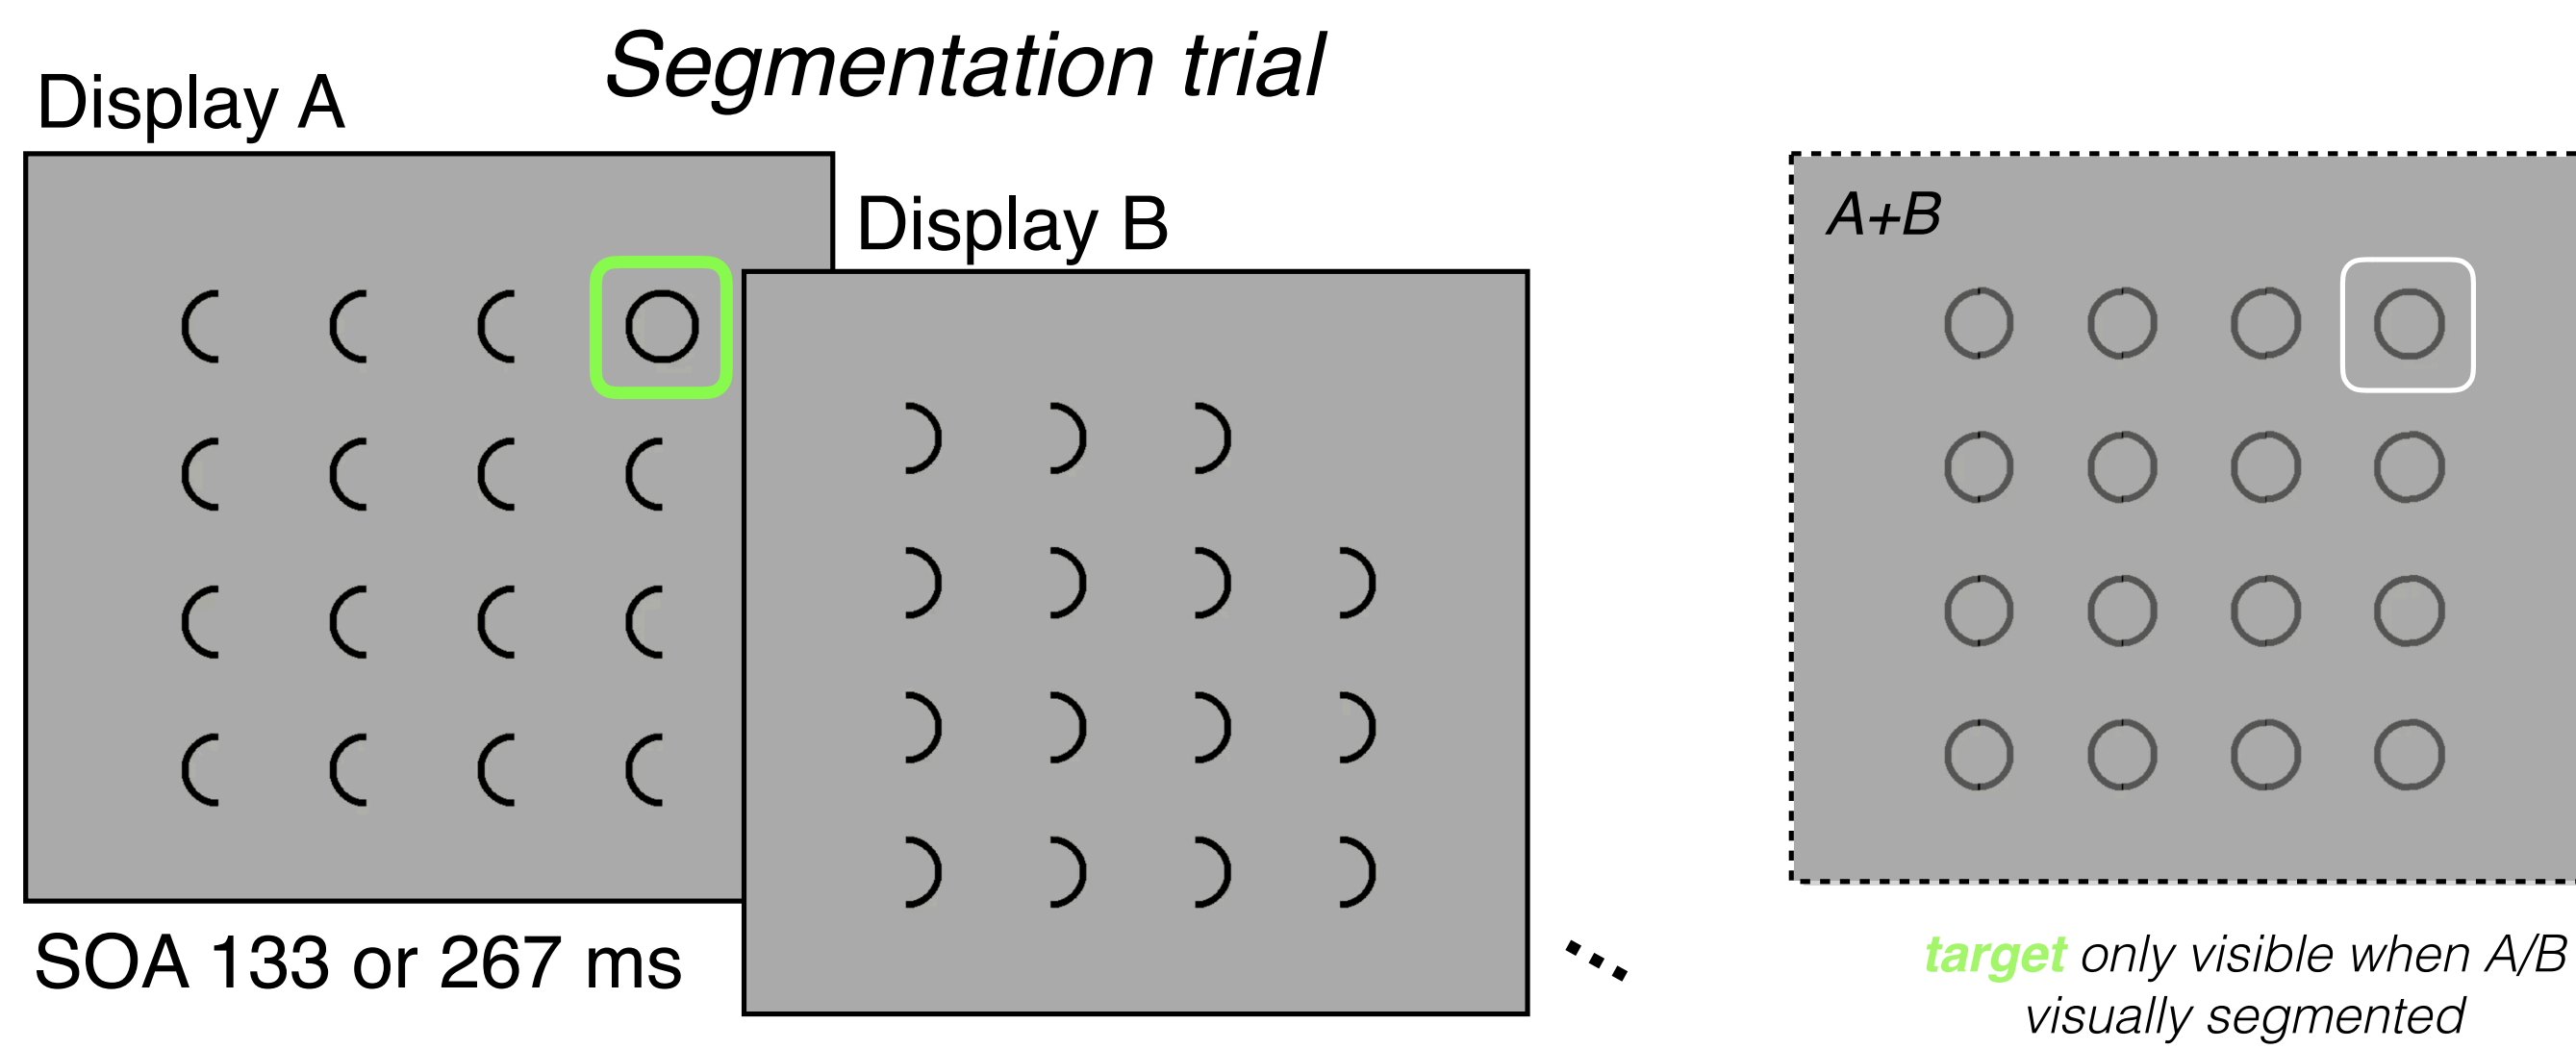 Segmentation trial
Display A
Display B
A+B
SOA 133 or 267 ms
target only visible when A/B
visually segmented